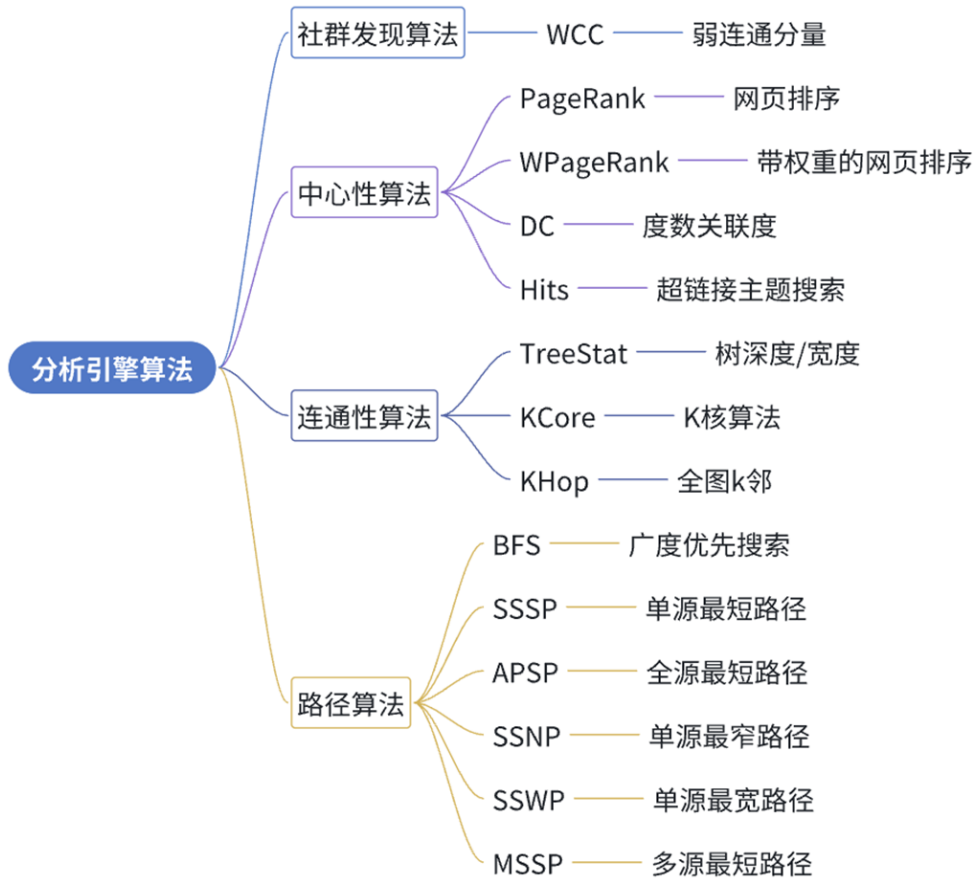 分析引擎算法
社群发现算法 WCC 弱连通分量
中心性算法
PageRank 网页排序
WPageRank 带权重的网页排序
DC 度数关联度
Hits 超链接主题搜索
连通性算法
TreeStat 树深度/宽度
KCore K核算法
KHop 全图k邻
路径算法
BFS 广度优先搜索
SSSP 单源最短路径
APSP 全源最短路径
SSNP 单源最窄路径
SSWP 单源最宽路径
MSSP 多源最短路径